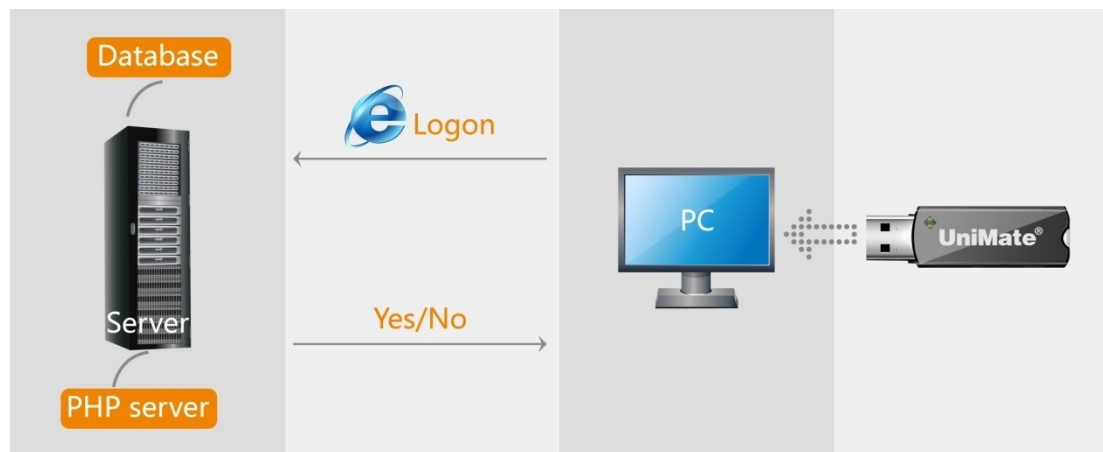 Database
Logon
PC
UniMate®
Server
Yes/No
PHP server